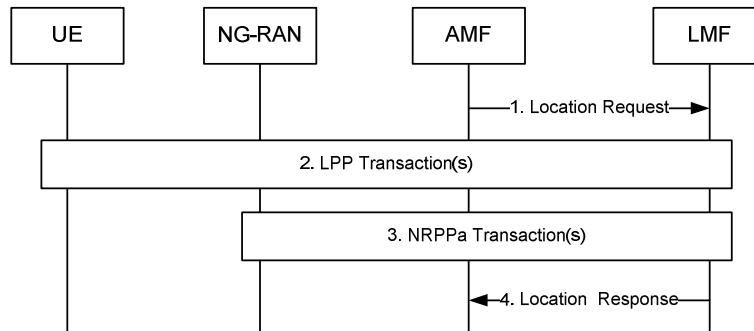 UE
NG-RAN
AMF
LMF
1. Location Request
2. LPP Transaction(s)
3. NRPPa Transaction(s)
4. Location Response